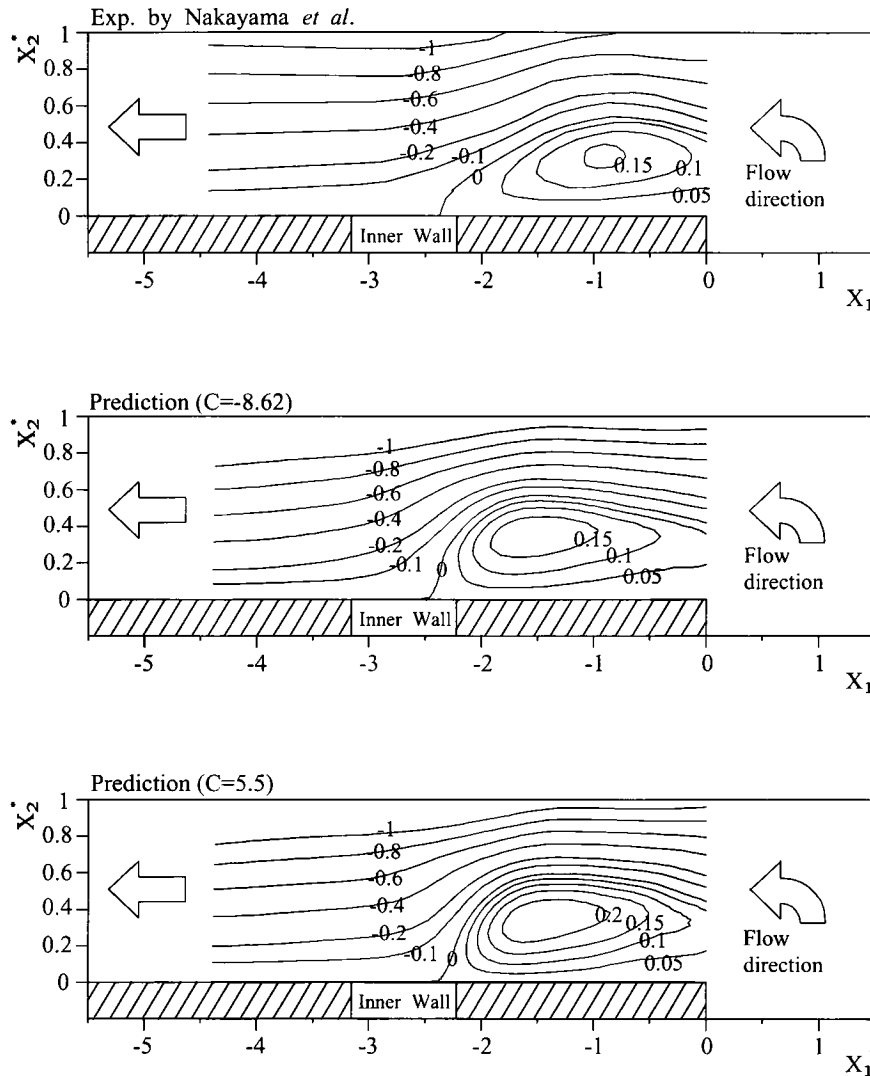 Exp. by Nakayama et al.
X₂*
1
0.8
0.6
0.4
0.2
0
-1
-0.8
-0.6
-0.4
-0.2
-0.1
0
0.15
0.1
0.05
Flow
direction
Inner Wall
-5 -4 -3 -2 -1 0 1
X₁
Prediction (C=-8.62)
X₂*
1
0.8
0.6
0.4
0.2
0
-1
-0.8
-0.6
-0.4
-0.2
-0.1
0
0.15
0.1
0.05
Flow
direction
Inner Wall
-5 -4 -3 -2 -1 0 1
X₁
Prediction (C=5.5)
X₂*
1
0.8
0.6
0.4
0.2
0
-1
-0.8
-0.6
-0.4
-0.2
-0.1
0
0.2
0.15
0.1
0.05
Flow
direction
Inner Wall
-5 -4 -3 -2 -1 0 1
X₁